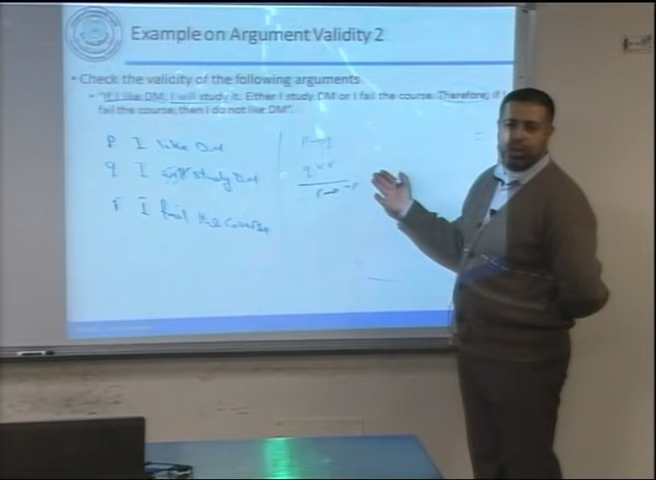 Example on Argument Validity 2
• Check the validity of the following arguments
• "If I like DM, I will study it. Either I study DM or I fail the course. Therefore, if I
fail the course, then I do not like DM".
P I like DM
q I study DM
r I fail the course
P → q
q ∨ r
r → ¬P